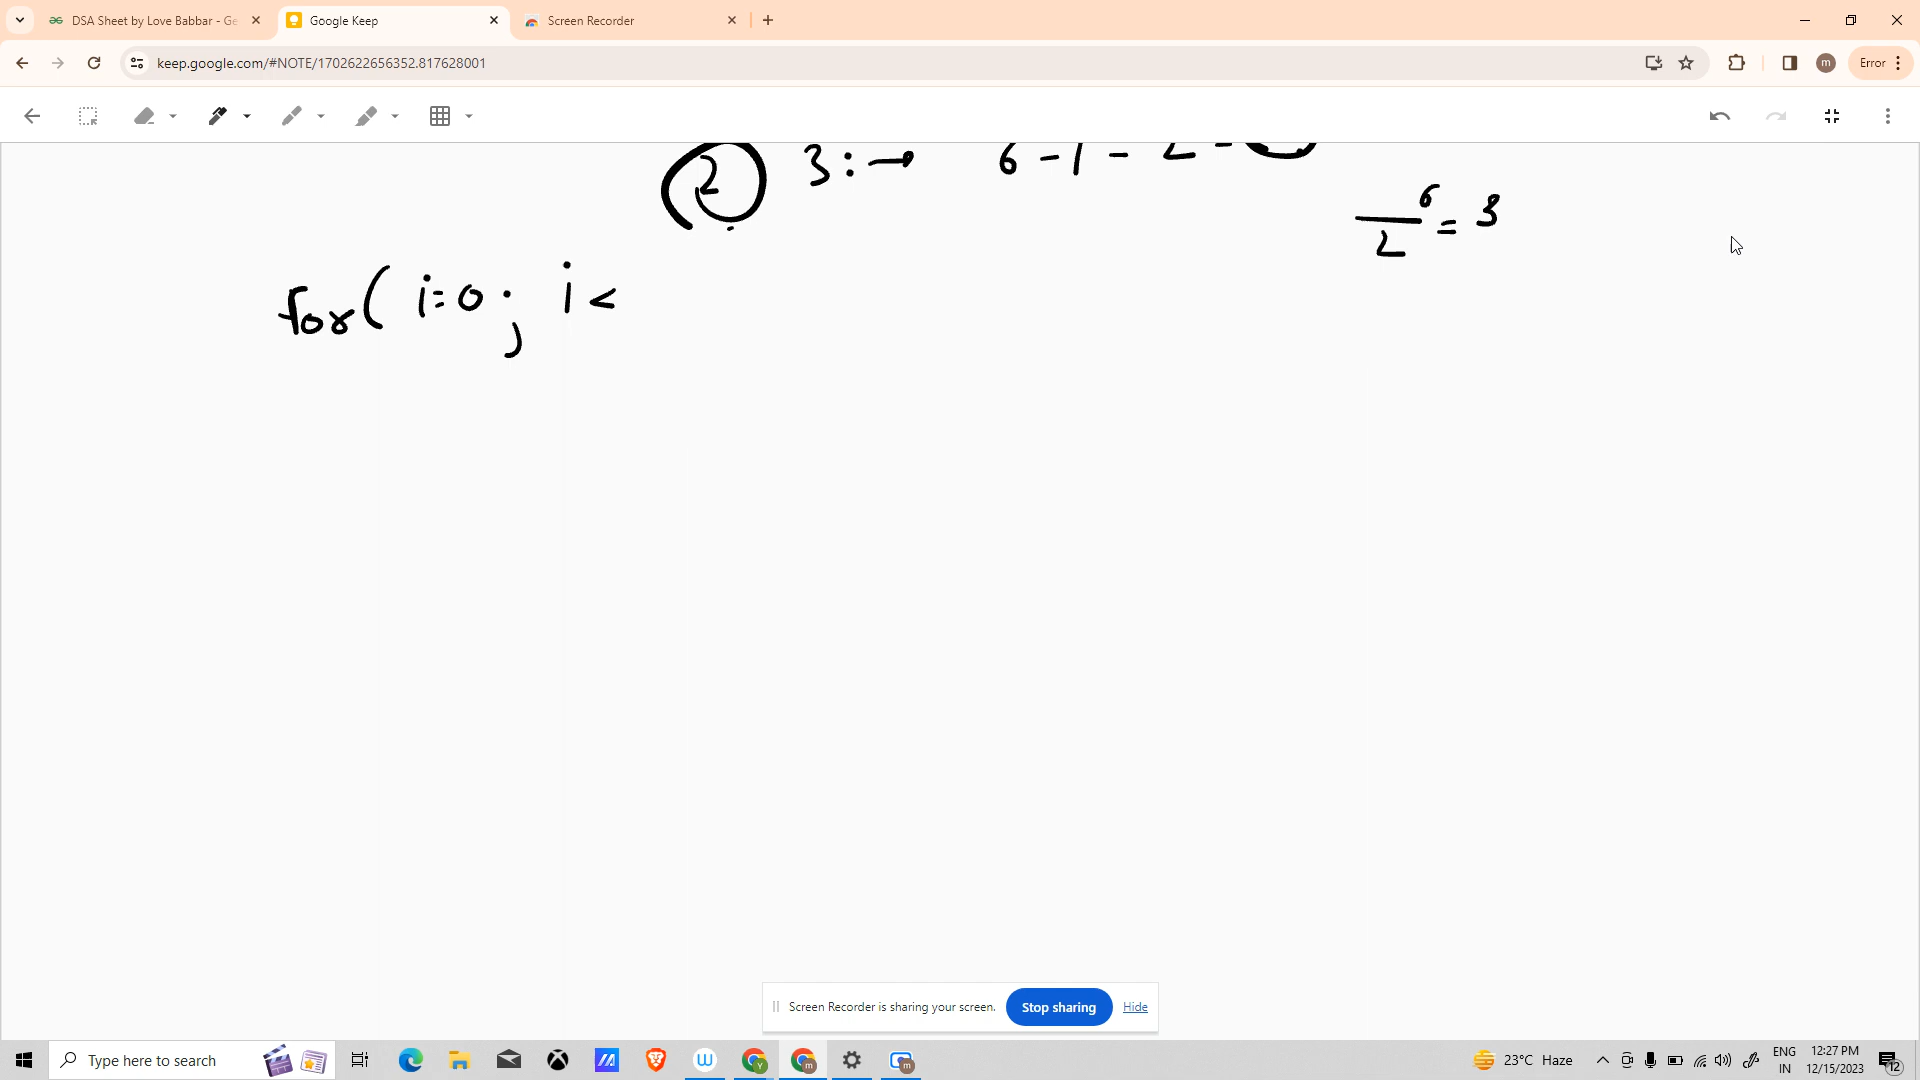 DSA Sheet by Love Babbar - Ge
Google Keep
Screen Recorder
keep.google.com/#NOTE/1702622656352.817628001
m
Error
2 3:→ 6-1-2-
6/2 = 3
for( i=0; i<
Screen Recorder is sharing your screen.
Stop sharing
Hide
Type here to search
23°C Haze
ENG
IN
12:27 PM
12/15/2023
12